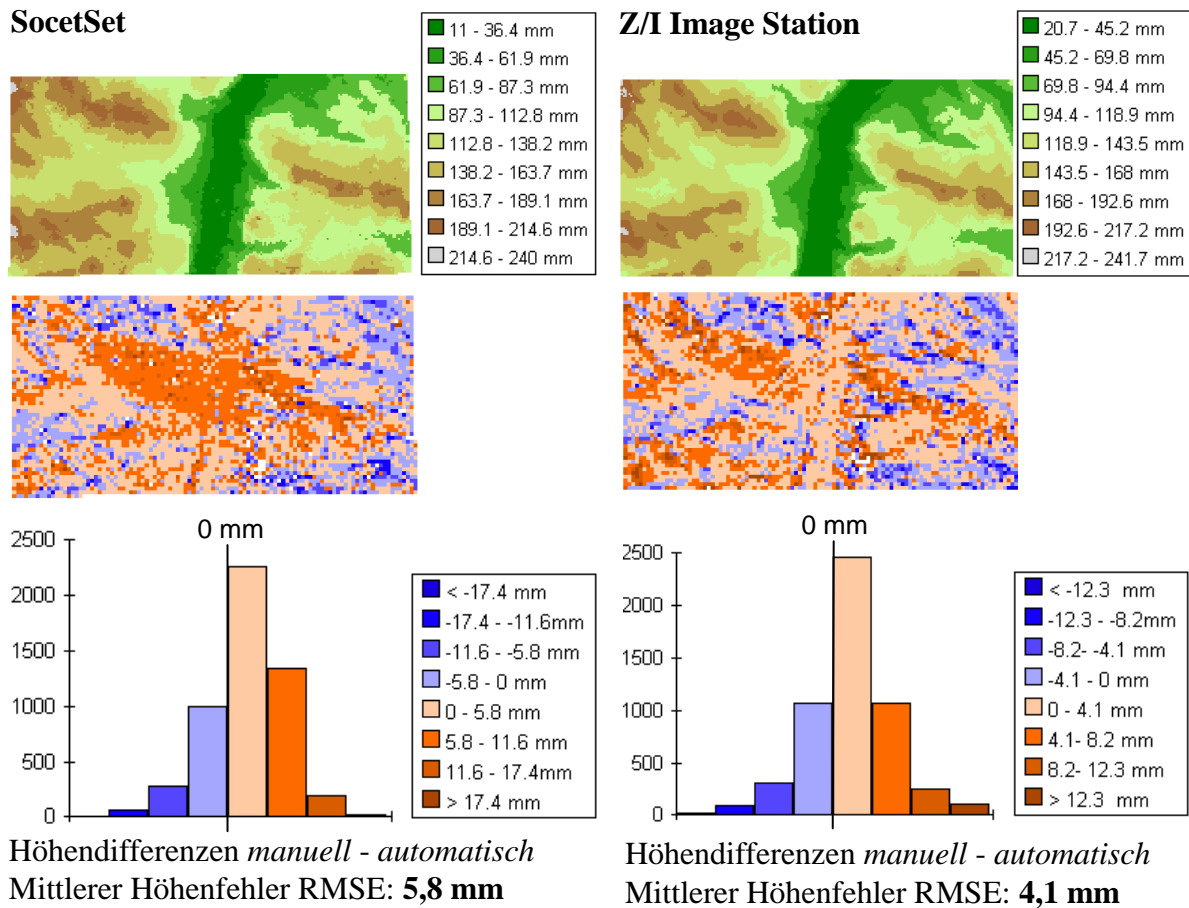 SocetSet
11 - 36.4 mm
36.4 - 61.9 mm
61.9 - 87.3 mm
87.3 - 112.8 mm
112.8 - 138.2 mm
138.2 - 163.7 mm
163.7 - 189.1 mm
189.1 - 214.6 mm
214.6 - 240 mm
Z/I Image Station
20.7 - 45.2 mm
45.2 - 69.8 mm
69.8 - 94.4 mm
94.4 - 118.9 mm
118.9 - 143.5 mm
143.5 - 168 mm
168 - 192.6 mm
192.6 - 217.2 mm
217.2 - 241.7 mm
0 mm
2500
2000
1500
1000
500
0
< -17.4 mm
-17.4 - -11.6mm
-11.6 - -5.8 mm
-5.8 - 0 mm
0 - 5.8 mm
5.8 - 11.6 mm
11.6 - 17.4mm
> 17.4 mm
Höhendifferenzen manuell - automatisch
Mittlerer Höhenfehler RMSE: 5,8 mm
0 mm
2500
2000
1500
1000
500
0
< -12.3 mm
-12.3 - -8.2mm
-8.2- -4.1 mm
-4.1 - 0 mm
0 - 4.1 mm
4.1- 8.2 mm
8.2- 12.3 mm
> 12.3 mm
Höhendifferenzen manuell - automatisch
Mittlerer Höhenfehler RMSE: 4,1 mm